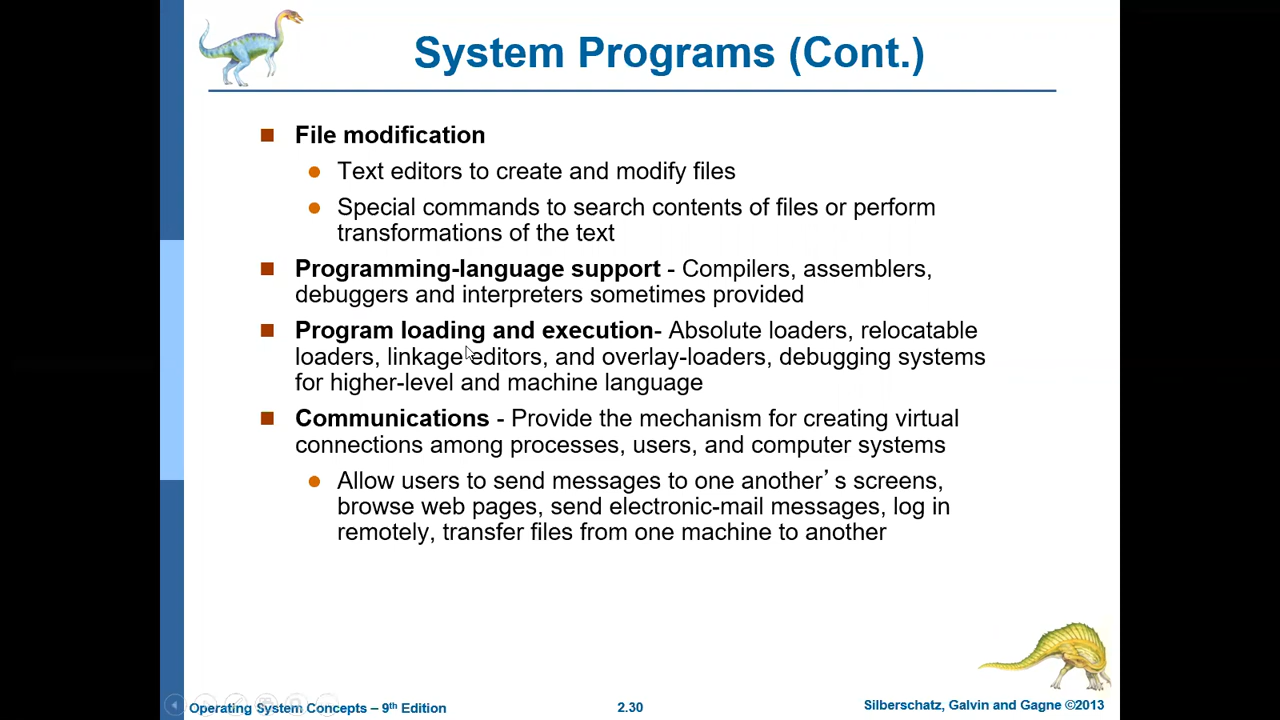 System Programs (Cont.)
File modification
Text editors to create and modify files
Special commands to search contents of files or perform
transformations of the text
Programming-language support - Compilers, assemblers,
debuggers and interpreters sometimes provided
Program loading and execution- Absolute loaders, relocatable
loaders, linkage editors, and overlay-loaders, debugging systems
for higher-level and machine language
Communications - Provide the mechanism for creating virtual
connections among processes, users, and computer systems
Allow users to send messages to one another’s screens,
browse web pages, send electronic-mail messages, log in
remotely, transfer files from one machine to another
Operating System Concepts – 9th Edition
2.30
Silberschatz, Galvin and Gagne ©2013